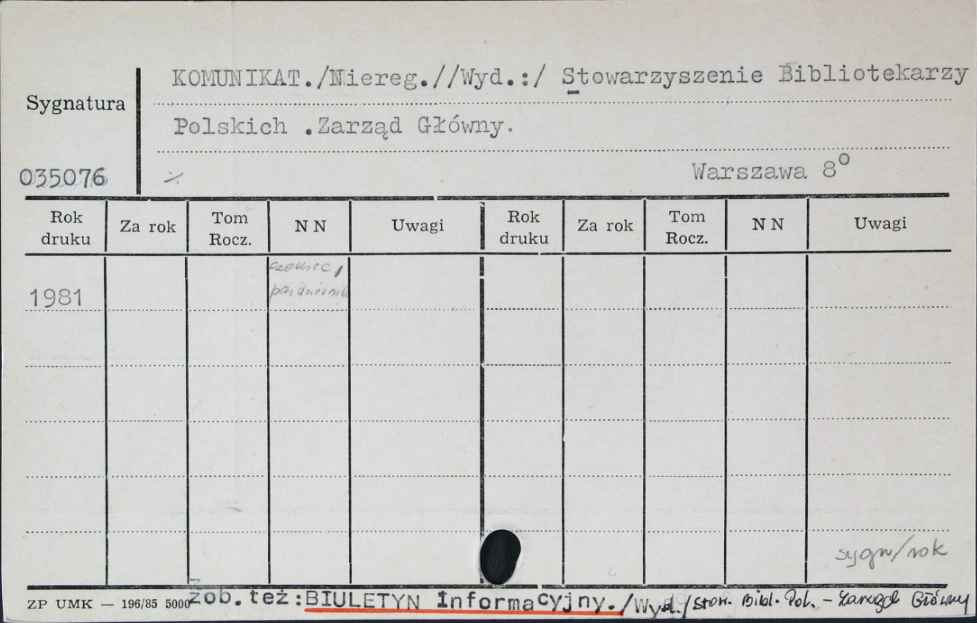 KOMUNIKAT./Niereg.//Wyd.:/ Stowarzyszenie Bibliotekarzy
Sygnatura
Polskich .Zarząd Główny.
035076
Warszawa 8°
Rok druku Za rok Tom Rocz. N N Uwagi Rok druku Za rok Tom Rocz. N N Uwagi
czerwiec,
1981 październik
sygn/rok
ZP UMK — 196/85 5000 zob. też: BIULETYN Informacyjny. /Wyd./ Stow. Bibl. Pol. - Zarząd Główny